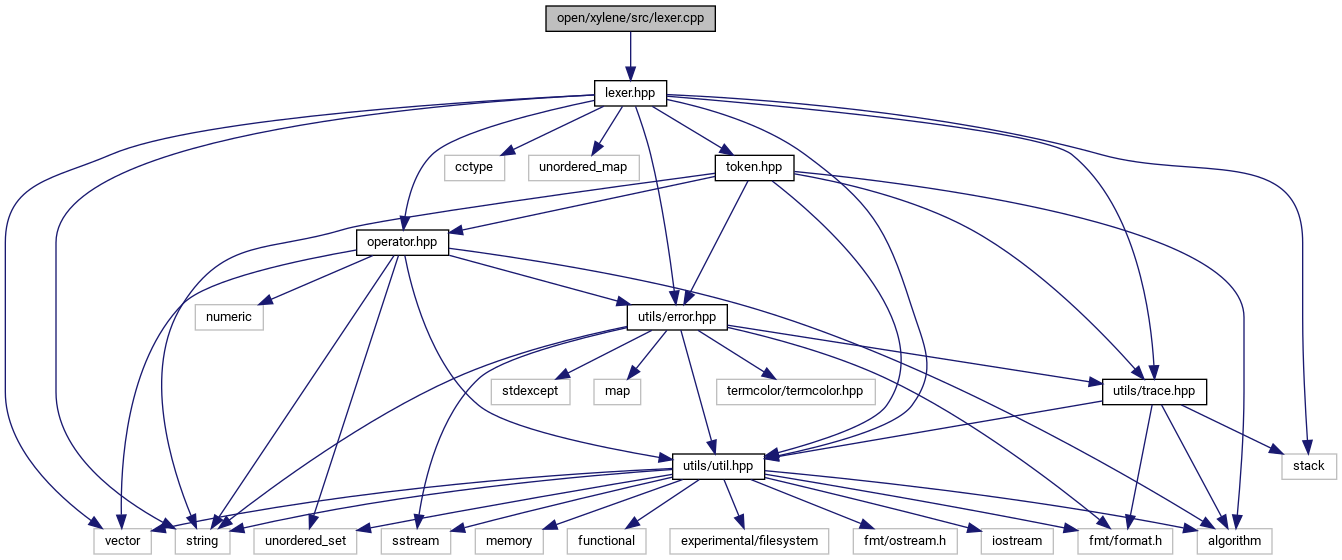 open/xylene/src/lexer.cpp
lexer.hpp
cctype
unordered_map
token.hpp
operator.hpp
numeric
utils/error.hpp
stdexcept
map
termcolor/termcolor.hpp
utils/trace.hpp
utils/util.hpp
stack
vector
string
unordered_set
sstream
memory
functional
experimental/filesystem
fmt/ostream.h
iostream
fmt/format.h
algorithm